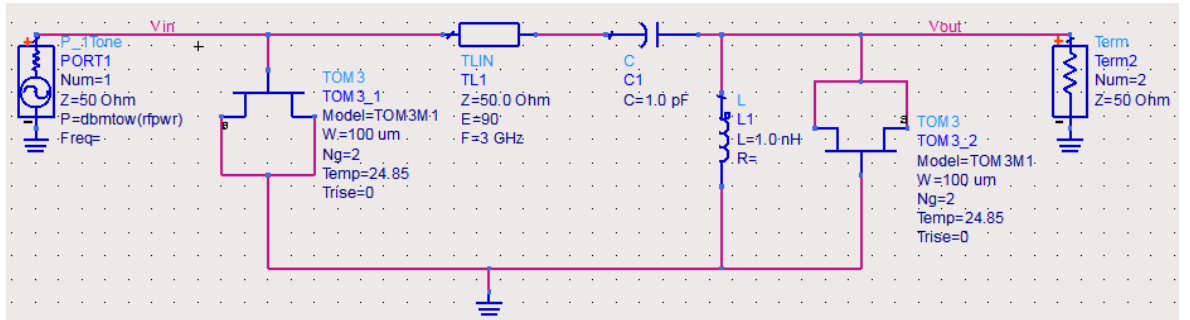 Vin
P_1Tone
PORT1
Num=1
Z=50 Ohm
P=dbmtow(rfpwr)
Freq=
TOM3
TOM3_1
Model=TOM3M1
W=100 um
Ng=2
Temp=24.85
Trise=0
TLIN
TL1
Z=50.0 Ohm
E=90
F=3 GHz
C
C1
C=1.0 pF
L
L1
L=1.0 nH
R=
Vout
TOM3
TOM3_2
Model=TOM3M1
W=100 um
Ng=2
Temp=24.85
Trise=0
Term
Term2
Num=2
Z=50 Ohm